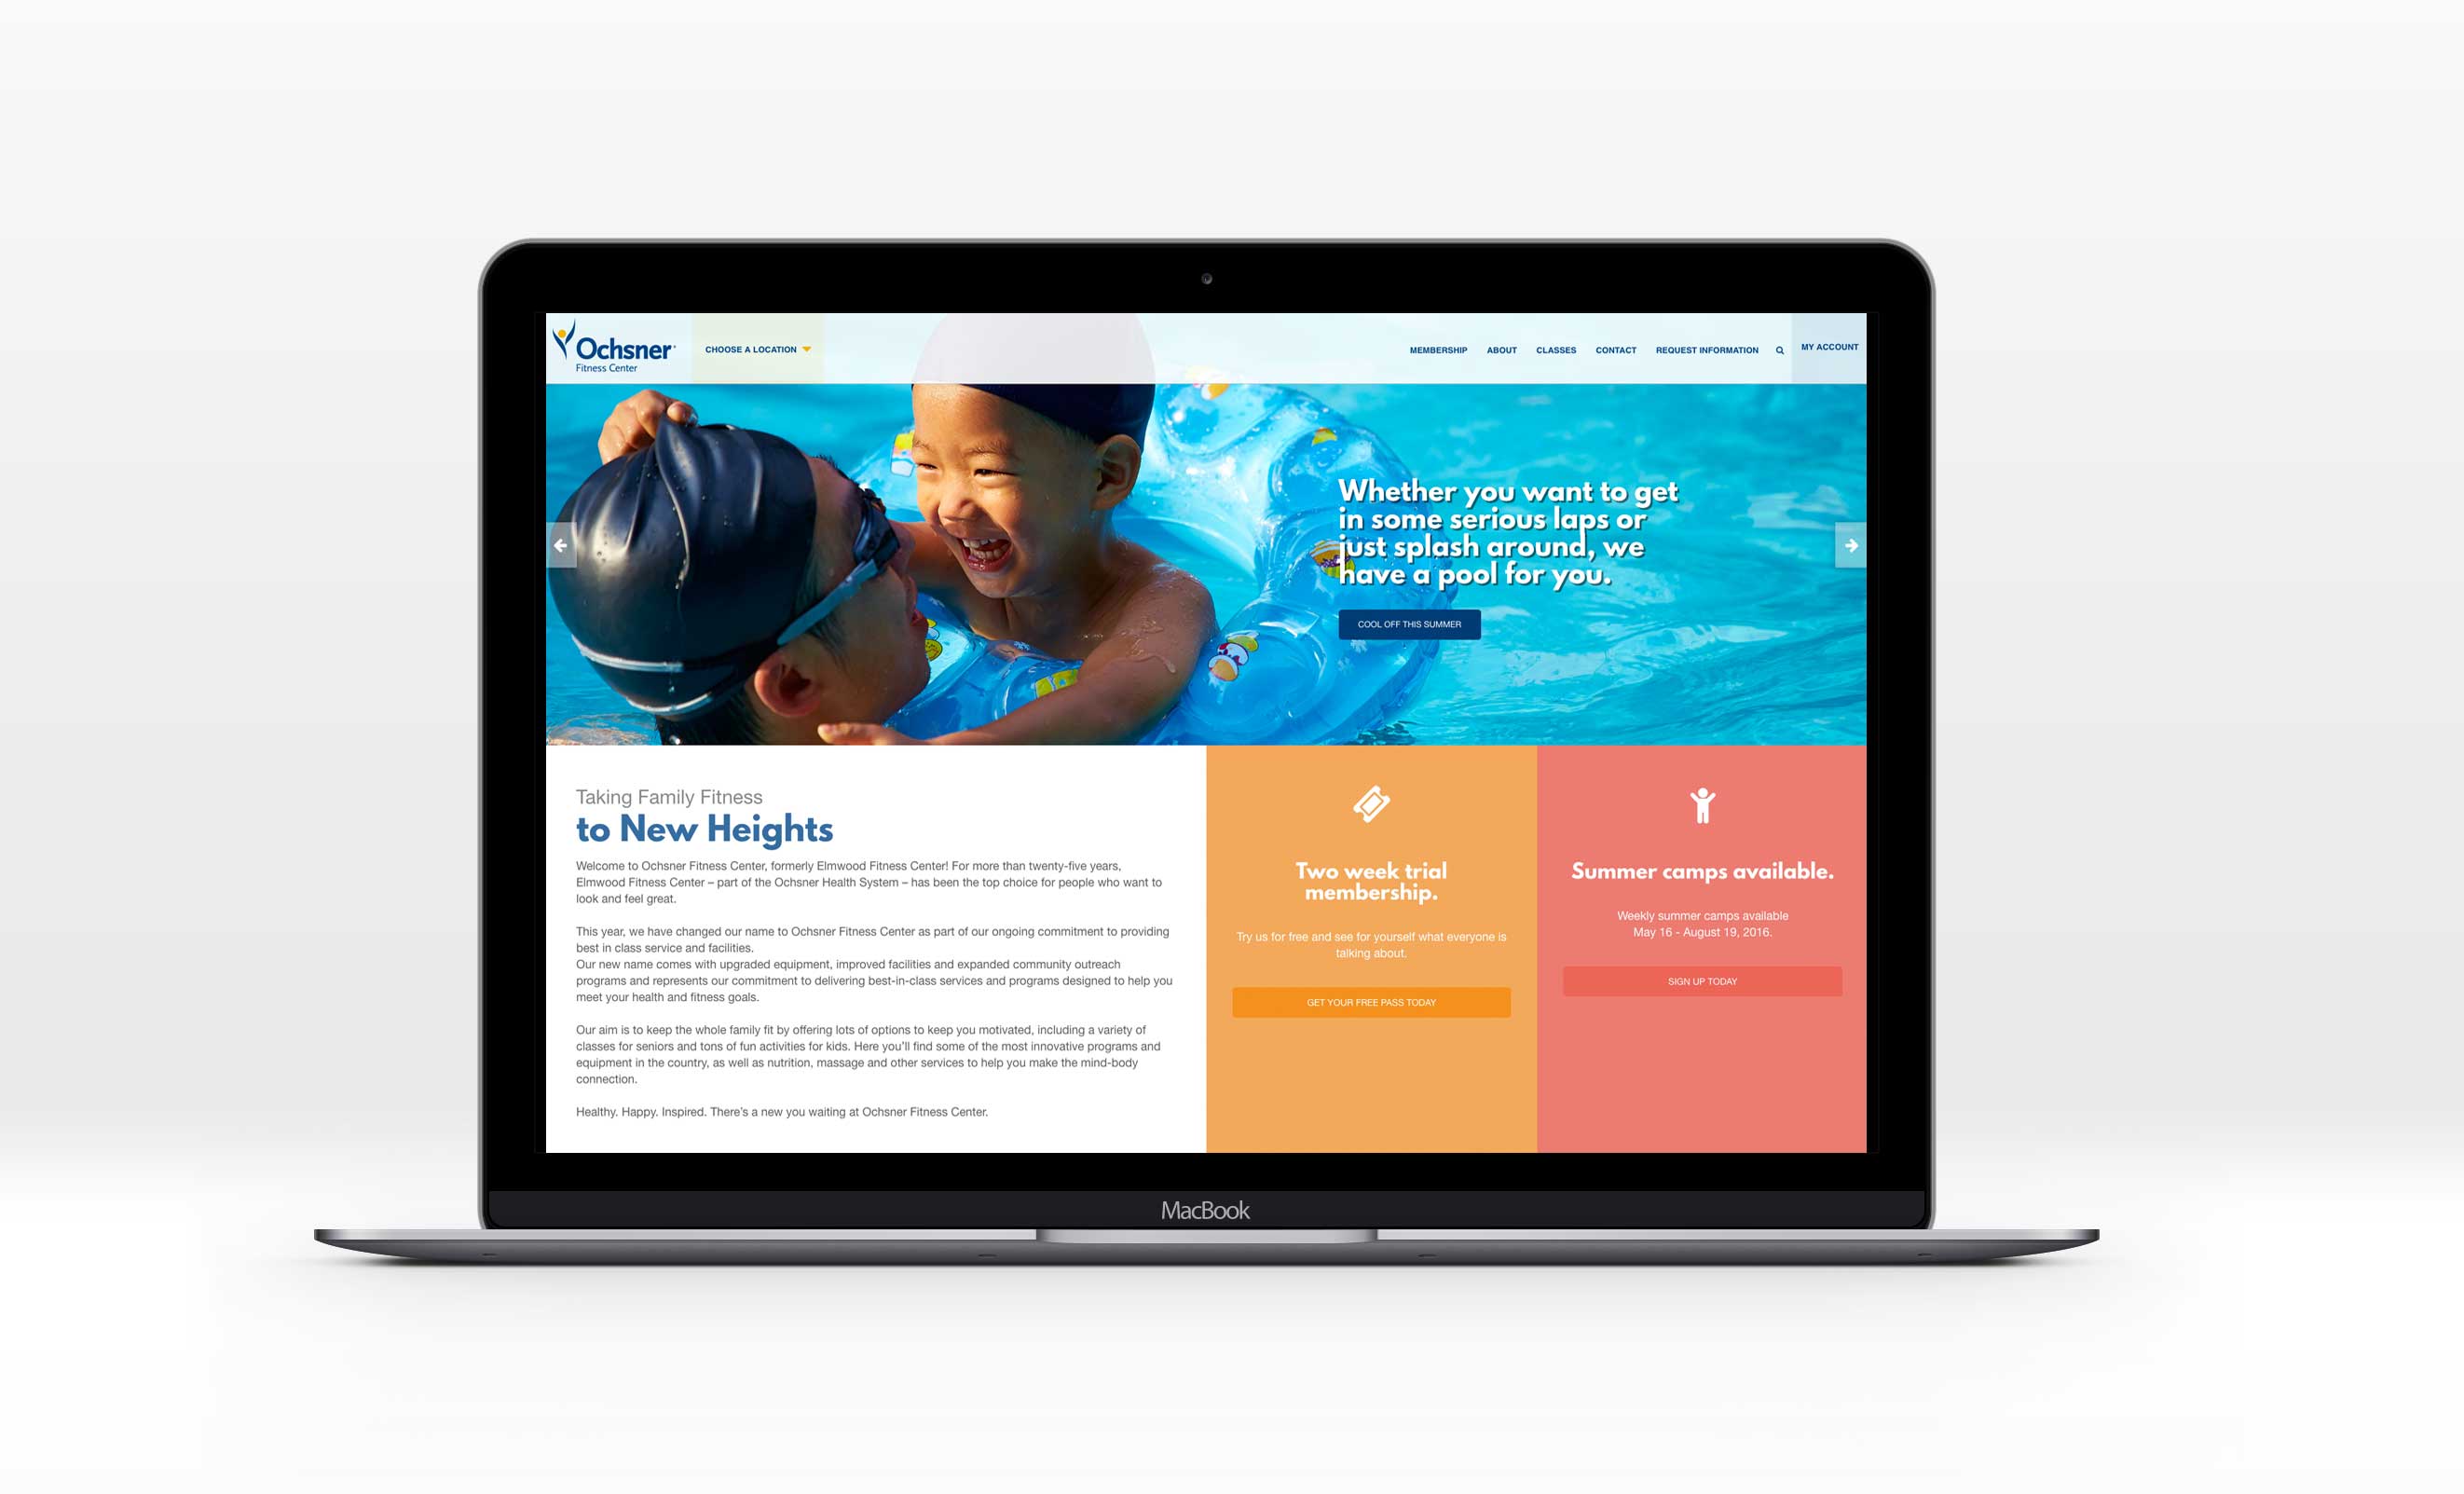 Ochsner
Fitness Center
CHOOSE A LOCATION
MEMBERSHIP ABOUT CLASSES CONTACT REQUEST INFORMATION MY ACCOUNT
Whether you want to get
in some serious laps or
just splash around, we
have a pool for you.
COOL OFF THIS SUMMER
Taking Family Fitness
to New Heights
Welcome to Ochsner Fitness Center, formerly Elmwood Fitness Center! For more than twenty-five years,
Elmwood Fitness Center – part of the Ochsner Health System – has been the top choice for people who want to
look and feel great.
This year, we have changed our name to Ochsner Fitness Center as part of our ongoing commitment to providing
best in class service and facilities.
Our new name comes with upgraded equipment, improved facilities and expanded community outreach
programs and represents our commitment to delivering best-in-class services and programs designed to help you
meet your health and fitness goals.
Our aim is to keep the whole family fit by offering lots of options to keep you motivated, including a variety of
classes for seniors and tons of fun activities for kids. Here you'll find some of the most innovative programs and
equipment in the country, as well as nutrition, massage and other services to help you make the mind-body
connection.
Healthy. Happy. Inspired. There's a new you waiting at Ochsner Fitness Center.
Two week trial
membership.
Try us for free and see for yourself what everyone is
talking about.
GET YOUR FREE PASS TODAY
Summer camps available.
Weekly summer camps available
May 16 - August 19, 2016.
SIGN UP TODAY
MacBook